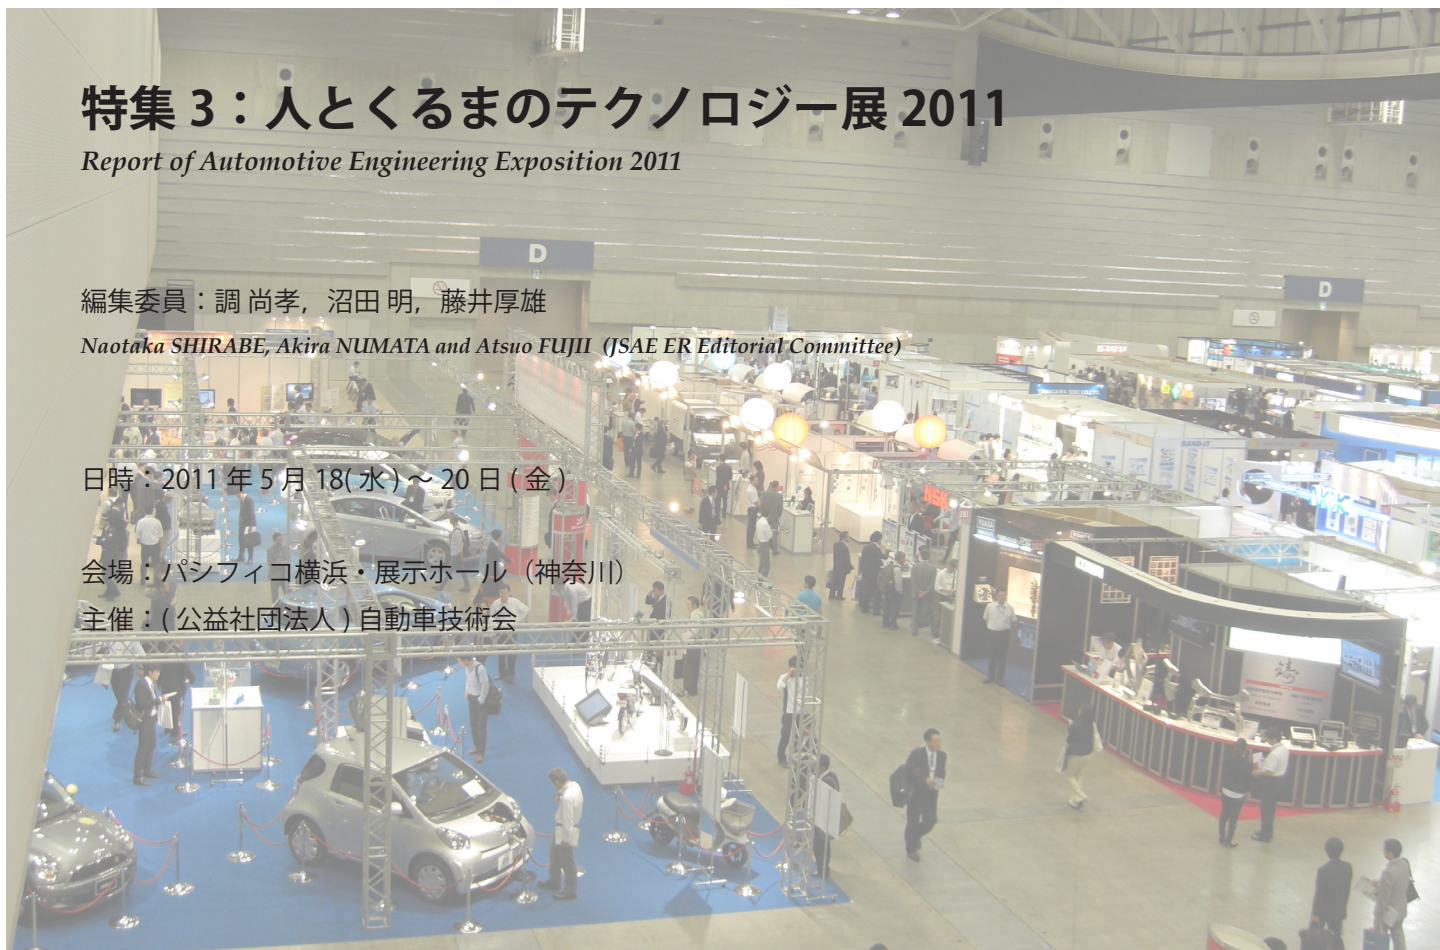 特集 3：人とくるまのテクノロジー展 2011
Report of Automotive Engineering Exposition 2011
D
D
編集委員：調 尚孝, 沼田 明, 藤井厚雄
Naotaka SHIRABE, Akira NUMATA and Atsuo FUJII (JSAE ER Editorial Committee)
日時：2011 年 5 月 18( 水 ) ～ 20 日 ( 金 )
NSK
会場：パシフィコ横浜・展示ホール（神奈川）
主催：( 公益社団法人 ) 自動車技術会